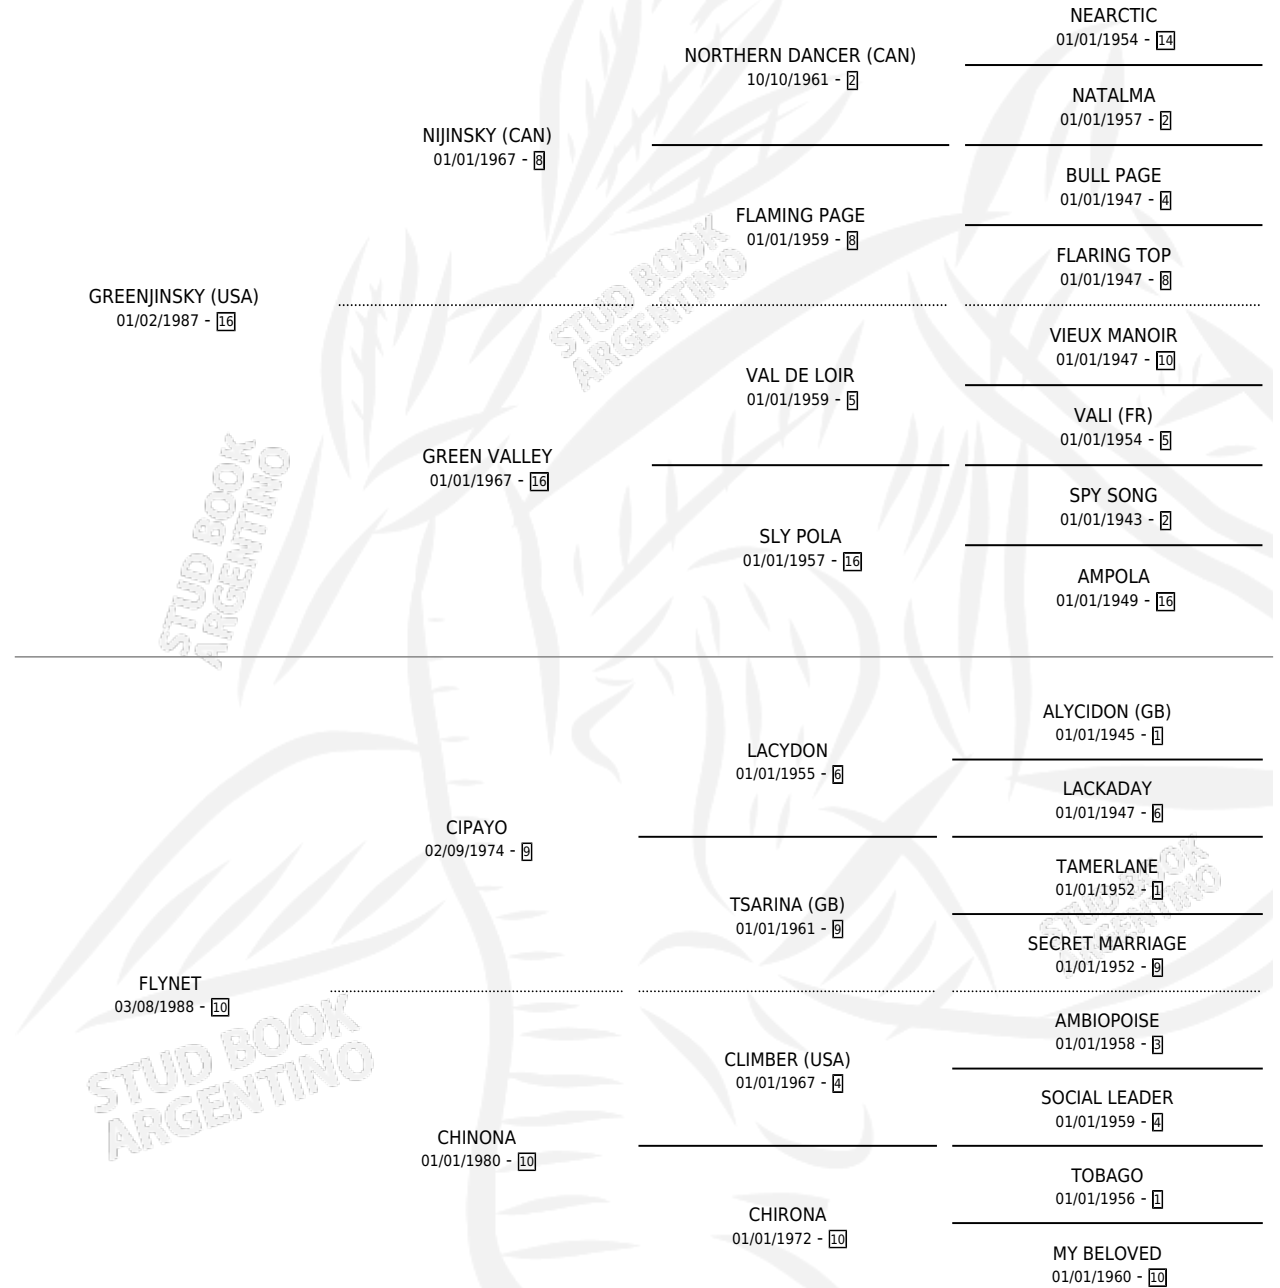 NEARCTIC
01/01/1954 - 14
NORTHERN DANCER (CAN)
10/10/1961 - 2
NATALMA
01/01/1957 - 2
NIJINSKY (CAN)
01/01/1967 - 8
BULL PAGE
01/01/1947 - 4
FLAMING PAGE
01/01/1959 - 8
FLARING TOP
01/01/1947 - 8
GREENJINSKY (USA)
01/02/1987 - 16
VIEUX MANOIR
01/01/1947 - 10
VAL DE LOIR
01/01/1959 - 5
VALI (FR)
01/01/1954 - 5
GREEN VALLEY
01/01/1967 - 16
SPY SONG
01/01/1943 - 2
SLY POLA
01/01/1957 - 16
AMPOLA
01/01/1949 - 16
ALYCIDON (GB)
01/01/1945 - 1
LACYDON
01/01/1955 - 6
LACKADAY
01/01/1947 - 6
CIPAYO
02/09/1974 - 9
TAMERLANE
01/01/1952 - 1
TSARINA (GB)
01/01/1961 - 9
SECRET MARRIAGE
01/01/1952 - 9
FLYNET
03/08/1988 - 10
AMBIOPOISE
01/01/1958 - 3
CLIMBER (USA)
01/01/1967 - 4
SOCIAL LEADER
01/01/1959 - 4
CHINONA
01/01/1980 - 10
TOBAGO
01/01/1956 - 1
CHIRONA
01/01/1972 - 10
MY BELOVED
01/01/1960 - 10
STUD BOOK
ARGENTINO
STUD BOOK
ARGENTINO
STUD BOOK
ARGENTINO
STUD BOOK
ARGENTINO